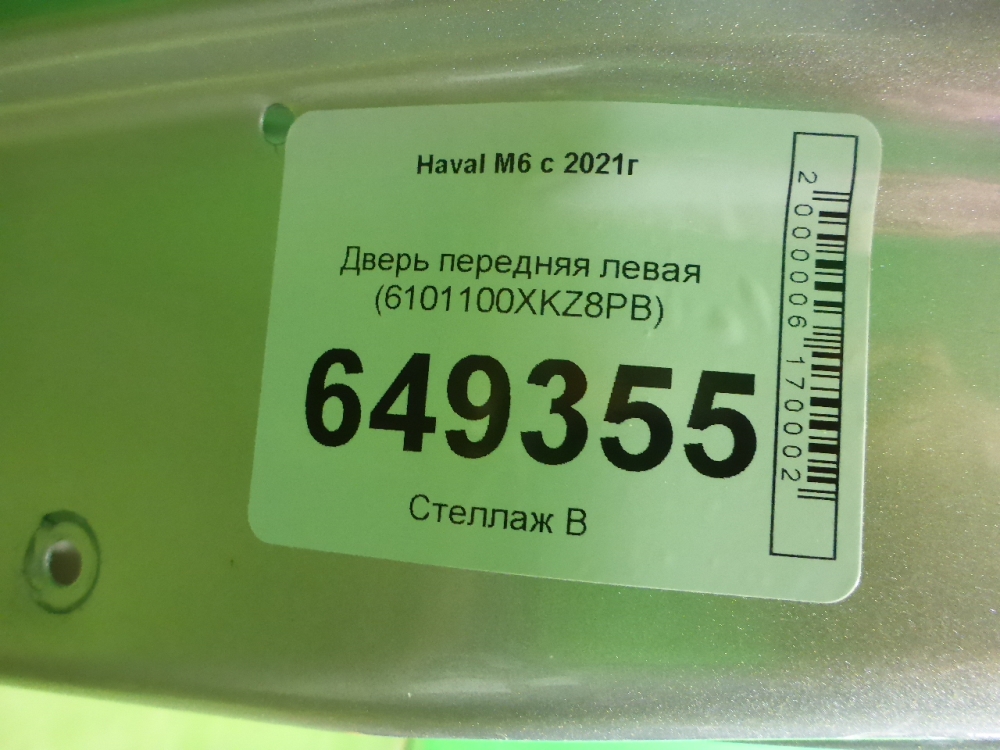 Haval M6 с 2021г
Дверь передняя левая
(6101100XKZ8PB)
649355
Стеллаж В
2000006170002